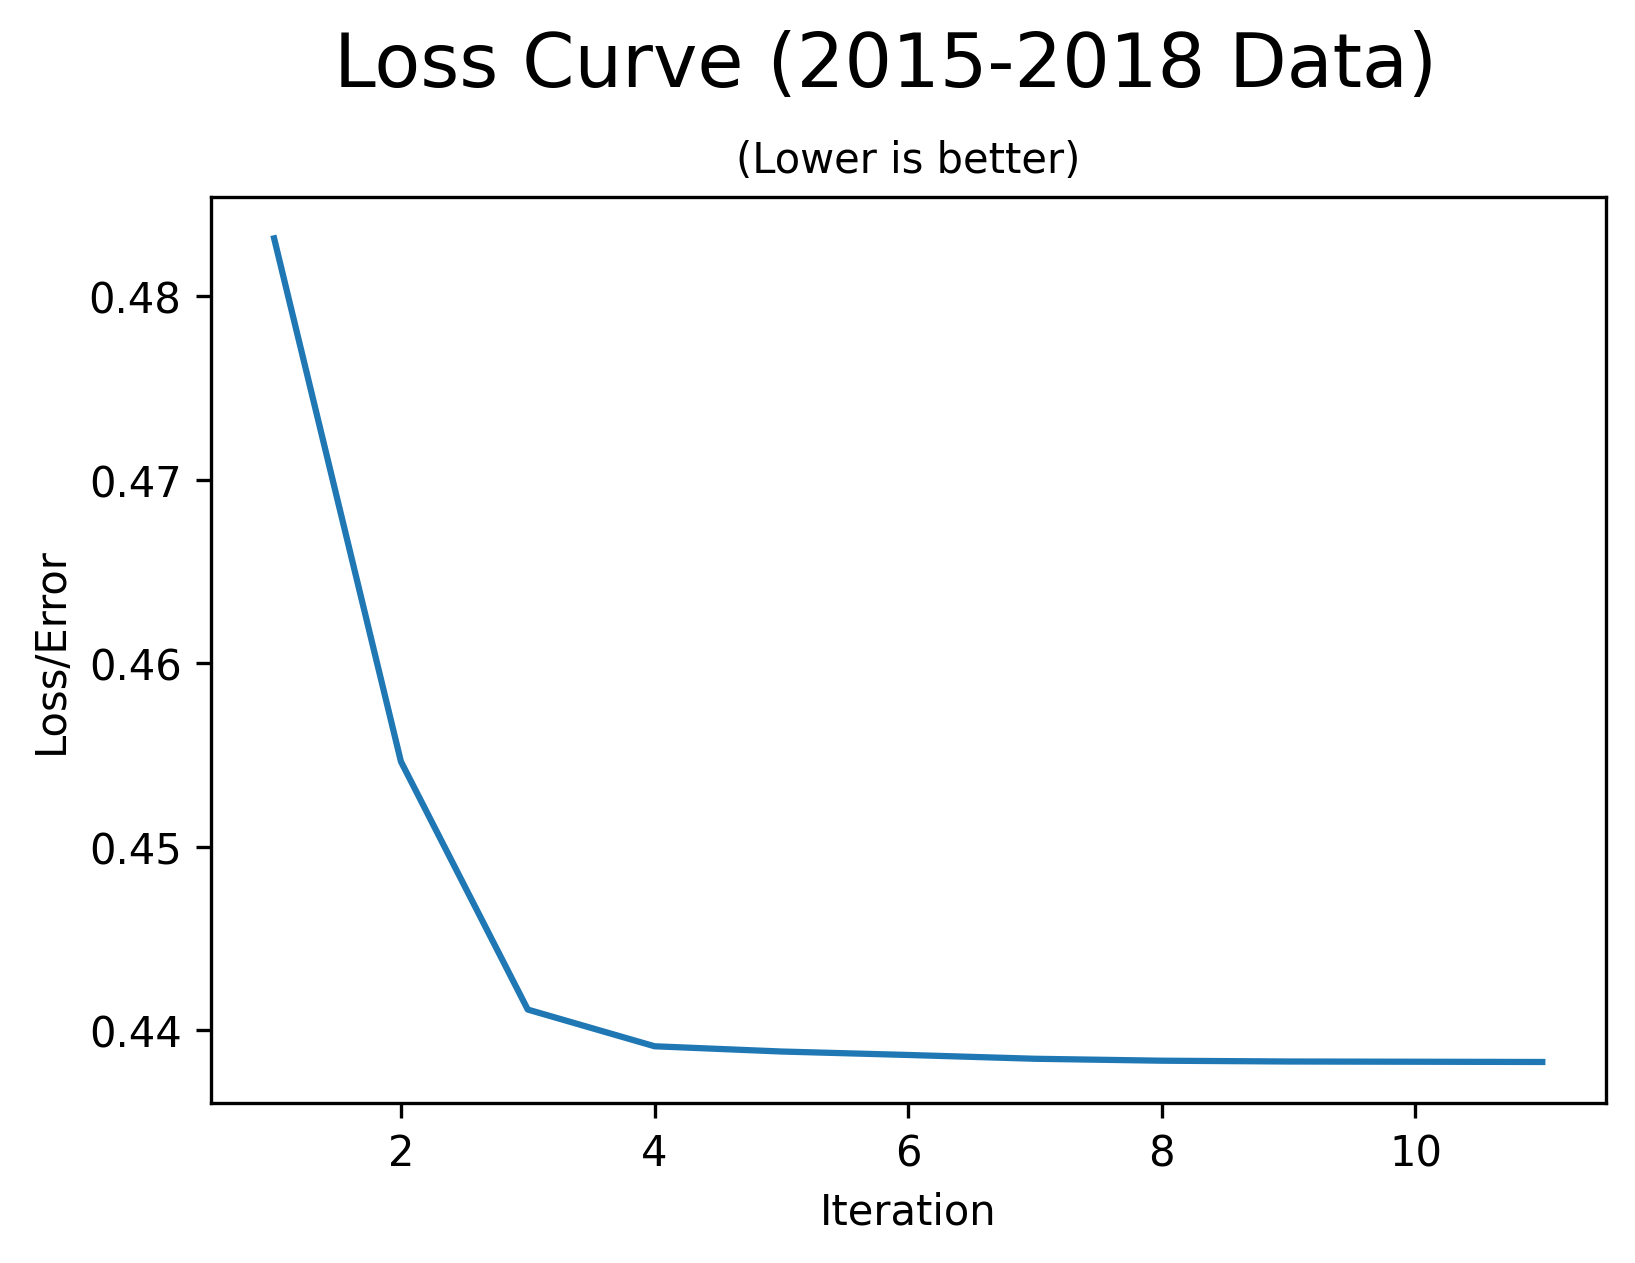 Loss Curve (2015-2018 Data)
(Lower is better)
0.48
0.47
0.46
0.45
0.44
Loss/Error
2 4 6 8 10
Iteration